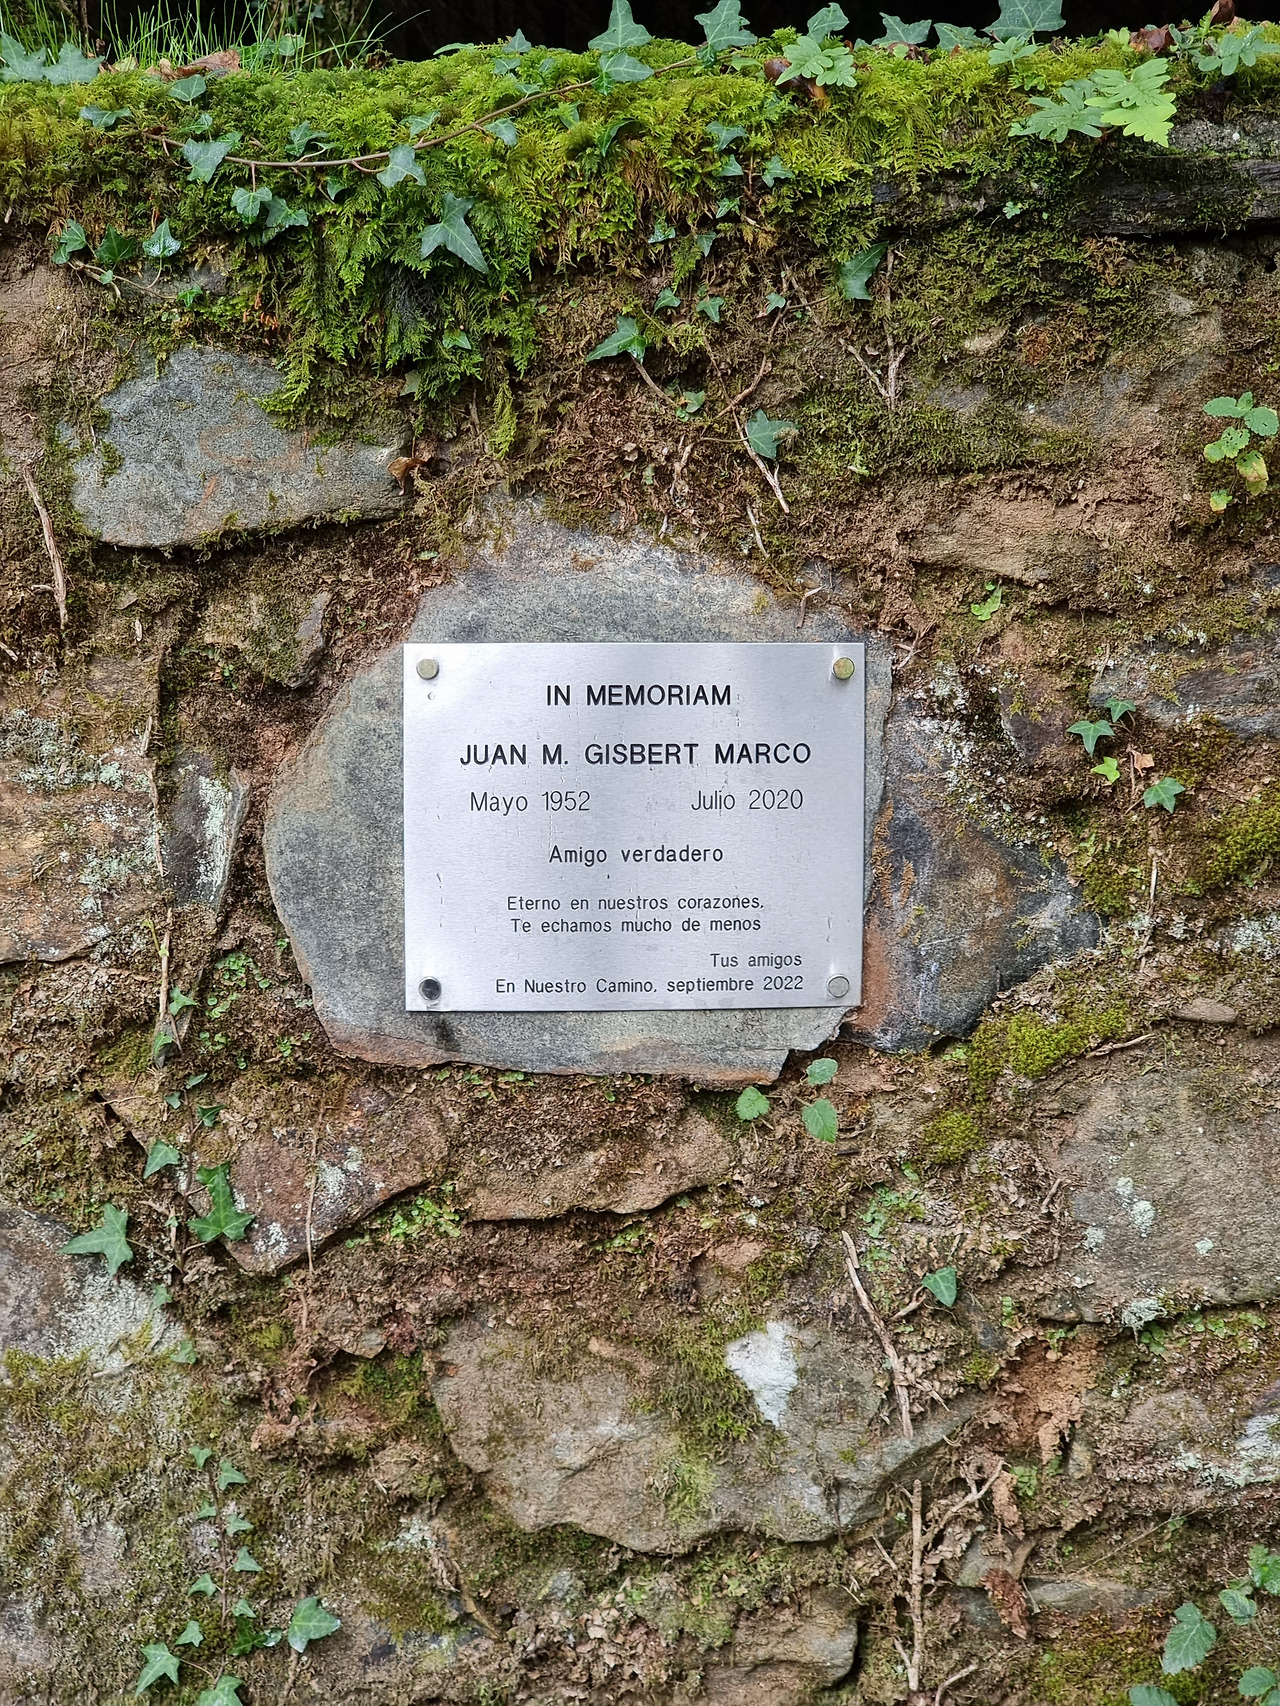 IN MEMORIAM
JUAN M. GISBERT MARCO
Mayo 1952 Julio 2020
Amigo verdadero
Eterno en nuestros corazones.
Te echamos mucho de menos
Tus amigos
En Nuestro Camino. septiembre 2022